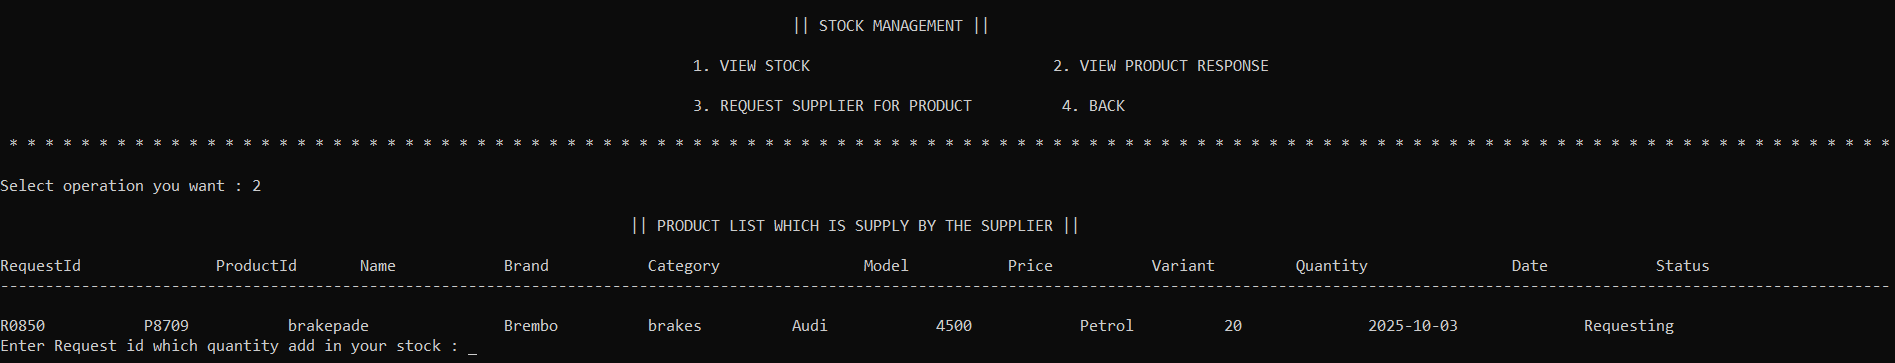 || STOCK MANAGEMENT ||
1. VIEW STOCK 2. VIEW PRODUCT RESPONSE
3. REQUEST SUPPLIER FOR PRODUCT 4. BACK
* * * * * * * * * * * * * * * * * * * * * * * * * * * * * * * * * * * * * * * * * * * * * * * * * * * * * * * * * * * * * * * * * * * * * * * * * * * * * * * * * * * * * * * * * * * * * * * * * * * * * * * * *
Select operation you want : 2
|| PRODUCT LIST WHICH IS SUPPLY BY THE SUPPLIER ||
RequestId ProductId Name Brand Category Model Price Variant Quantity Date Status
------------------------------------------------------------------------------------------------------------------------------------------------------------------------------------------------------------------
R0850 P8709 brakepade Brembo brakes Audi 4500 Petrol 20 2025-10-03 Requesting
Enter Request id which quantity add in your stock : _